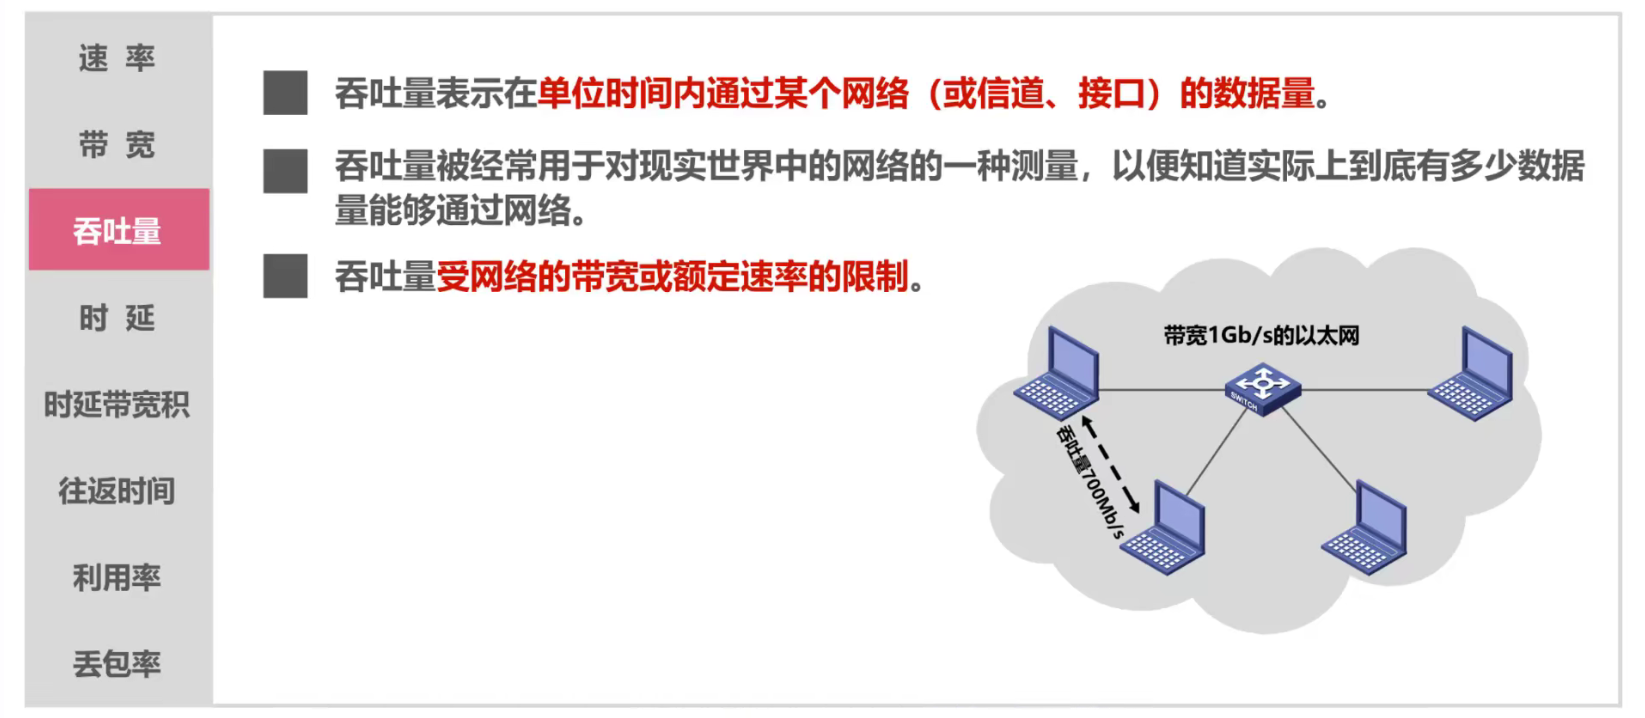 速 率
带 宽
吞吐量
时 延
时延带宽积
往返时间
利用率
丢包率
吞吐量表示在单位时间内通过某个网络（或信道、接口）的数据量。
吞吐量被经常用于对现实世界中的网络的一种测量，以便知道实际上到底有多少数据
量能够通过网络。
吞吐量受网络的带宽或额定速率的限制。
带宽1Gb/s的以太网
SWITCH
吞吐量700Mb/s